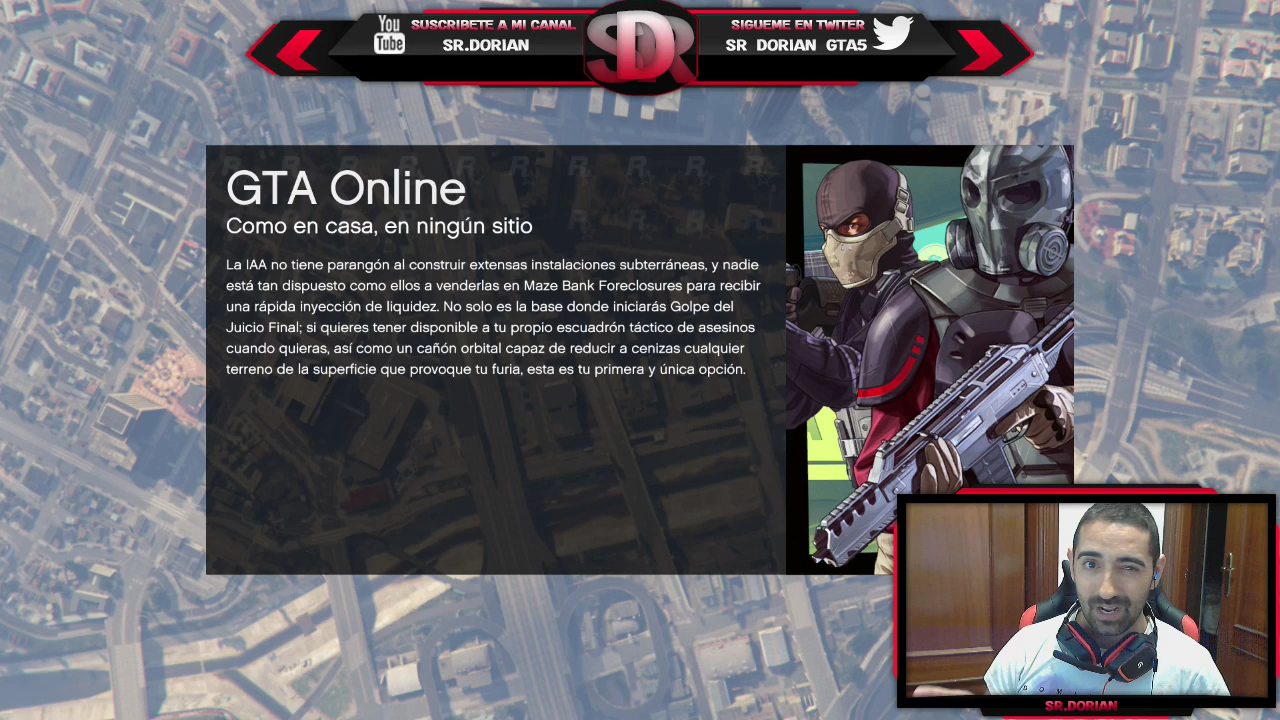 You
Tube
SUSCRIBETE A MI CANAL
SR.DORIAN
SDR
SIGUEME EN TWITER
SR DORIAN GTA5
GTA Online
Como en casa, en ningún sitio
La IAA no tiene parangón al construir extensas instalaciones subterráneas, y nadie
está tan dispuesto como ellos a venderlas en Maze Bank Foreclosures para recibir
una rápida inyección de liquidez. No solo es la base donde iniciarás Golpe del
Juicio Final; si quieres tener disponible a tu propio escuadrón táctico de asesinos
cuando quieras, así como un cañón orbital capaz de reducir a cenizas cualquier
terreno de la superficie que provoque tu furia, esta es tu primera y única opción.
SR.DORIAN